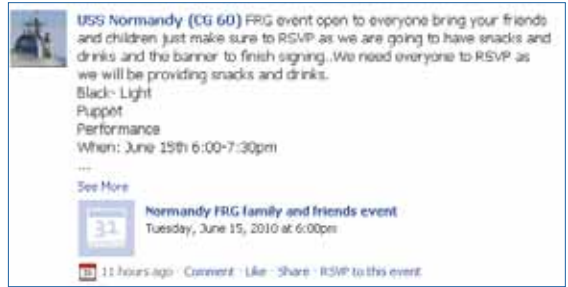 USS Normandy (CG 60) FRG event open to everyone bring your friends
and children just make sure to RSVP as we are going to have snacks and
drinks and the banner to finish signing..We need everyone to RSVP as
we will be providing snacks and drinks.
Black- Light
Puppet
Performance
When: June 15th 6:00-7:30pm
...
See More
31
Normandy FRG family and friends event
Tuesday, June 15, 2010 at 6:00pm
31 11 hours ago · Comment · Like · Share · RSVP to this event